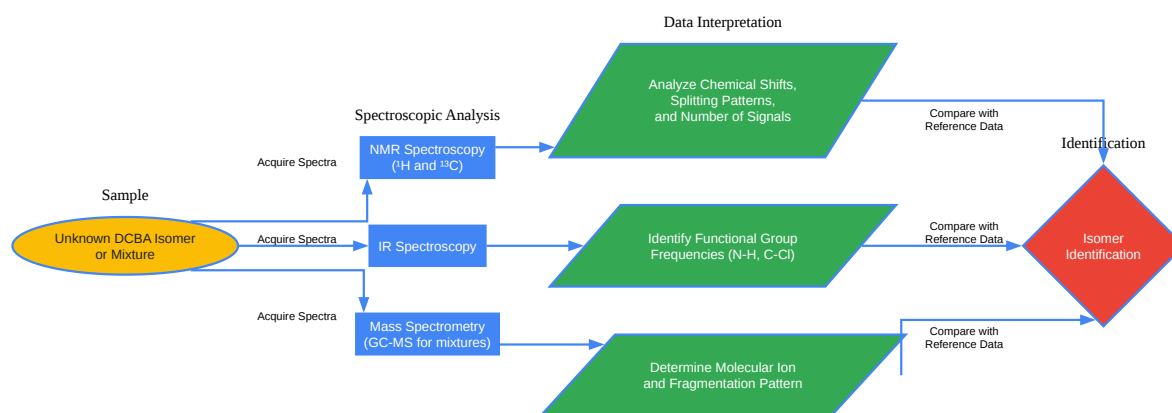 Data Interpretation
Analyze Chemical Shifts,
Splitting Patterns,
and Number of Signals
Spectroscopic Analysis
Compare with
Reference Data
NMR Spectroscopy
(¹H and ¹³C)
Acquire Spectra
Identification
Sample
Unknown DCBA Isomer
or Mixture
Acquire Spectra
IR Spectroscopy
Identify Functional Group
Frequencies (N-H, C-Cl)
Compare with
Reference Data
Isomer
Identification
Acquire Spectra
Mass Spectrometry
(GC-MS for mixtures)
Compare with
Reference Data
Determine Molecular Ion
and Fragmentation Pattern